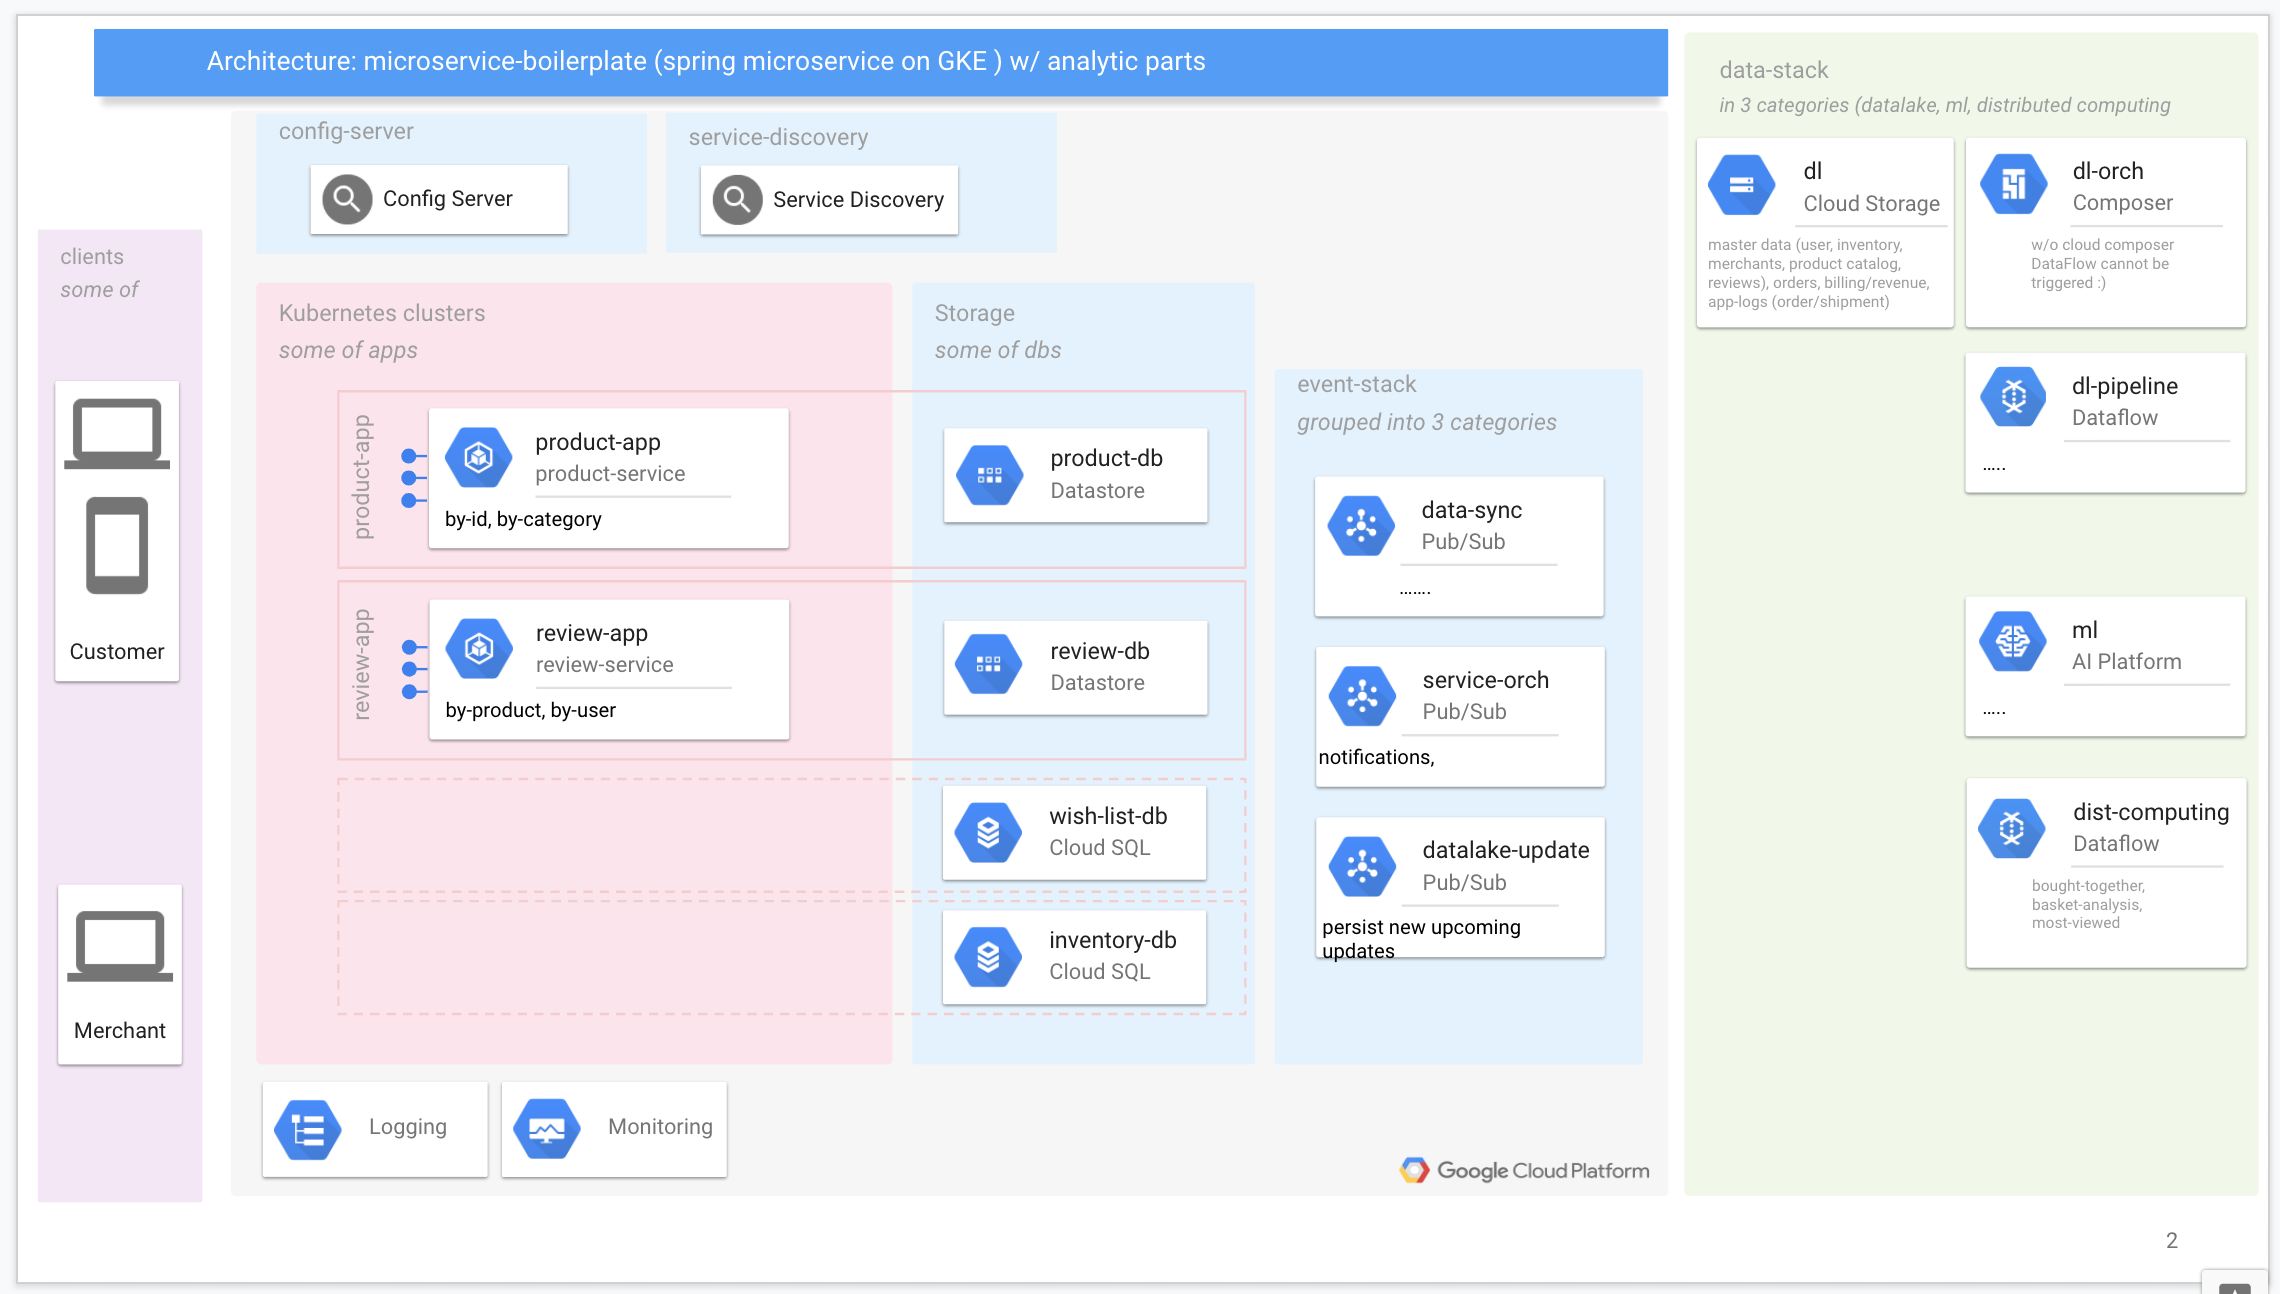 Architecture: microservice-boilerplate (spring microservice on GKE ) w/ analytic parts
clients
some of
Customer
Merchant
config-server
Config Server
service-discovery
Service Discovery
Kubernetes clusters
some of apps
product-app
product-app
product-service
by-id, by-category
review-app
review-app
review-service
by-product, by-user
Storage
some of dbs
product-db
Datastore
review-db
Datastore
wish-list-db
Cloud SQL
inventory-db
Cloud SQL
event-stack
grouped into 3 categories
data-sync
Pub/Sub
.......
service-orch
Pub/Sub
notifications,
datalake-update
Pub/Sub
persist new upcoming
updates
Logging
Monitoring
Google Cloud Platform
data-stack
in 3 categories (datalake, ml, distributed computing
dl
Cloud Storage
master data (user, inventory,
merchants, product catalog,
reviews), orders, billing/revenue,
app-logs (order/shipment)
dl-orch
Composer
w/o cloud composer
DataFlow cannot be
triggered :)
dl-pipeline
Dataflow
.....
ml
AI Platform
.....
dist-computing
Dataflow
bought-together,
basket-analysis,
most-viewed
2